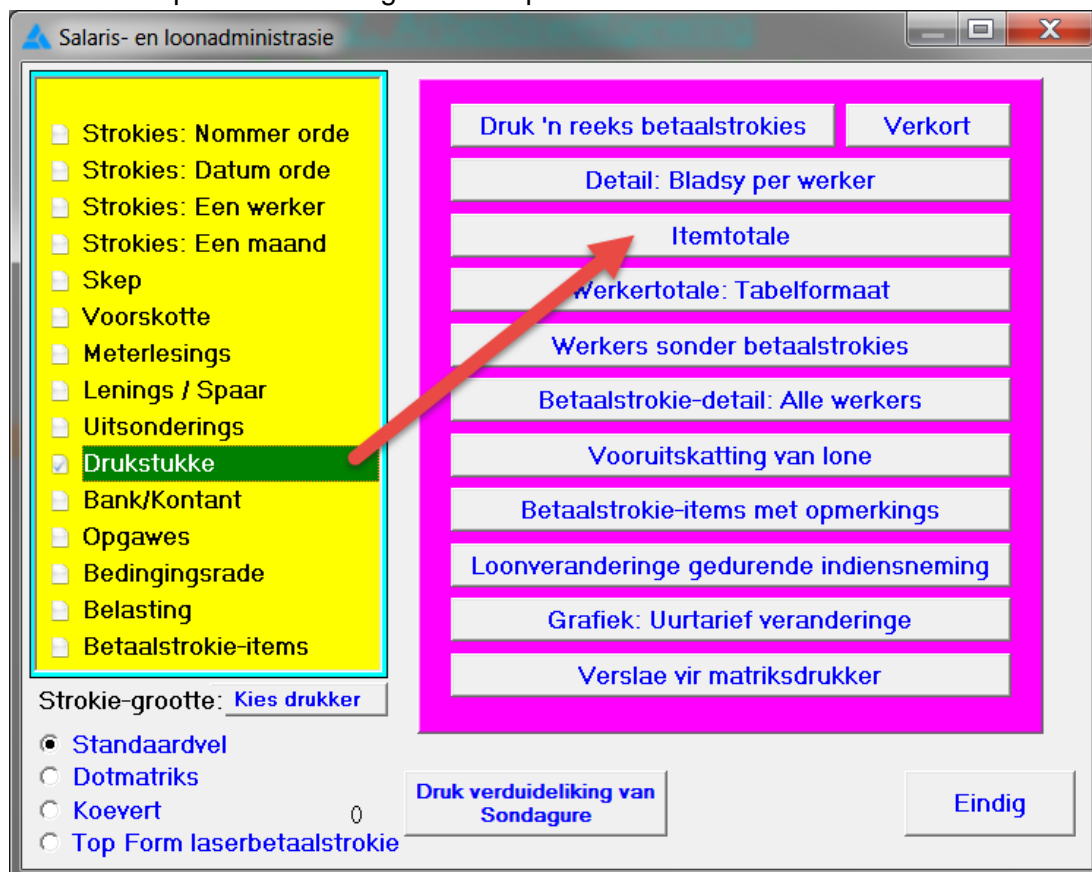 Salaris- en loonadministrasie
Strokies: Nommer orde
Strokies: Datum orde
Strokies: Een werker
Strokies: Een maand
Skep
Voorskotte
Meterlesings
Lenings / Spaar
Uitsonderings
Drukstukke
Bank/Kontant
Opgawes
Bedingingsrade
Belasting
Betaalstrokie-items
Strokie-grootte: Kies drukker
Standaardvel
Dotmatriks
Koevert 0
Top Form laserbetaalstrokie
Druk 'n reeks betaalstrokies Verkort
Detail: Bladsy per werker
Itemtotale
Werkertotale: Tabelformaat
Werkers sonder betaalstrokies
Betaalstrokie-detail: Alle werkers
Vooruitskatting van lone
Betaalstrokie-items met opmerkings
Loonveranderinge gedurende indiensneming
Grafiek: Uurtarief veranderinge
Verslae vir matriksdrukker
Druk verduideliking van
Sondagure
Eindig